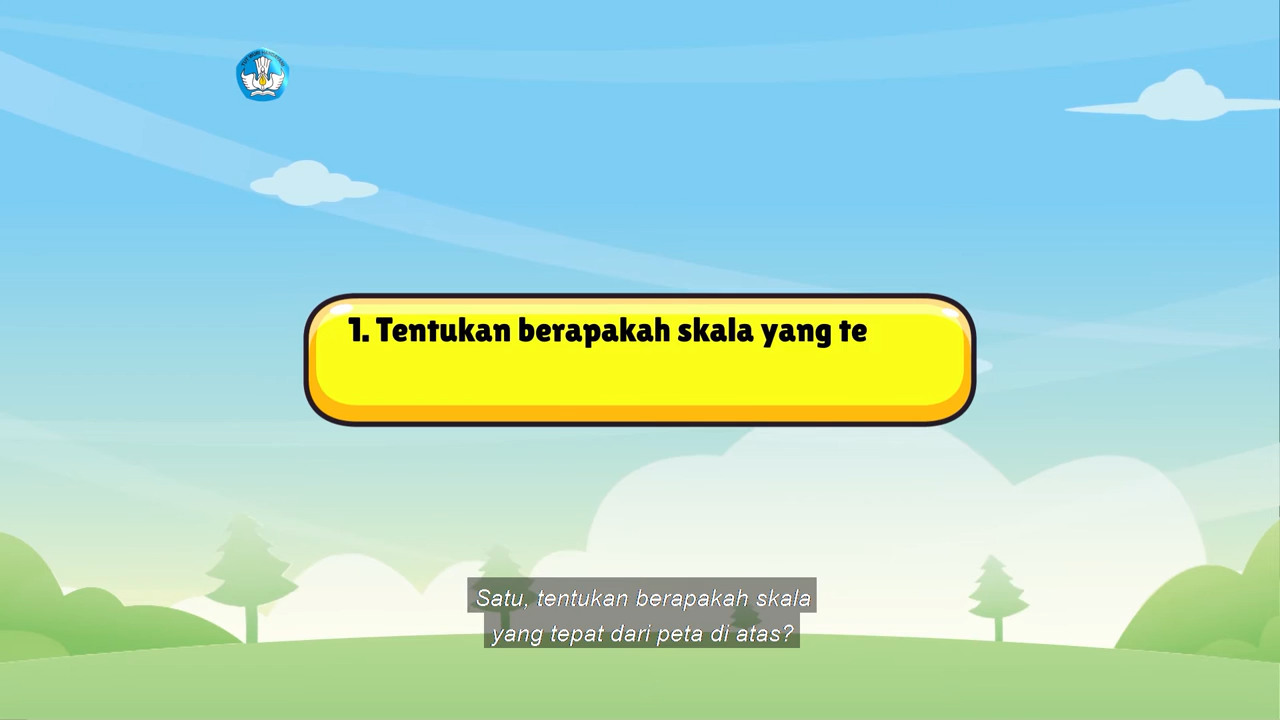 1. Tentukan berapakah skala yang te
Satu, tentukan berapakah skala
yang tepat dari peta di atas?